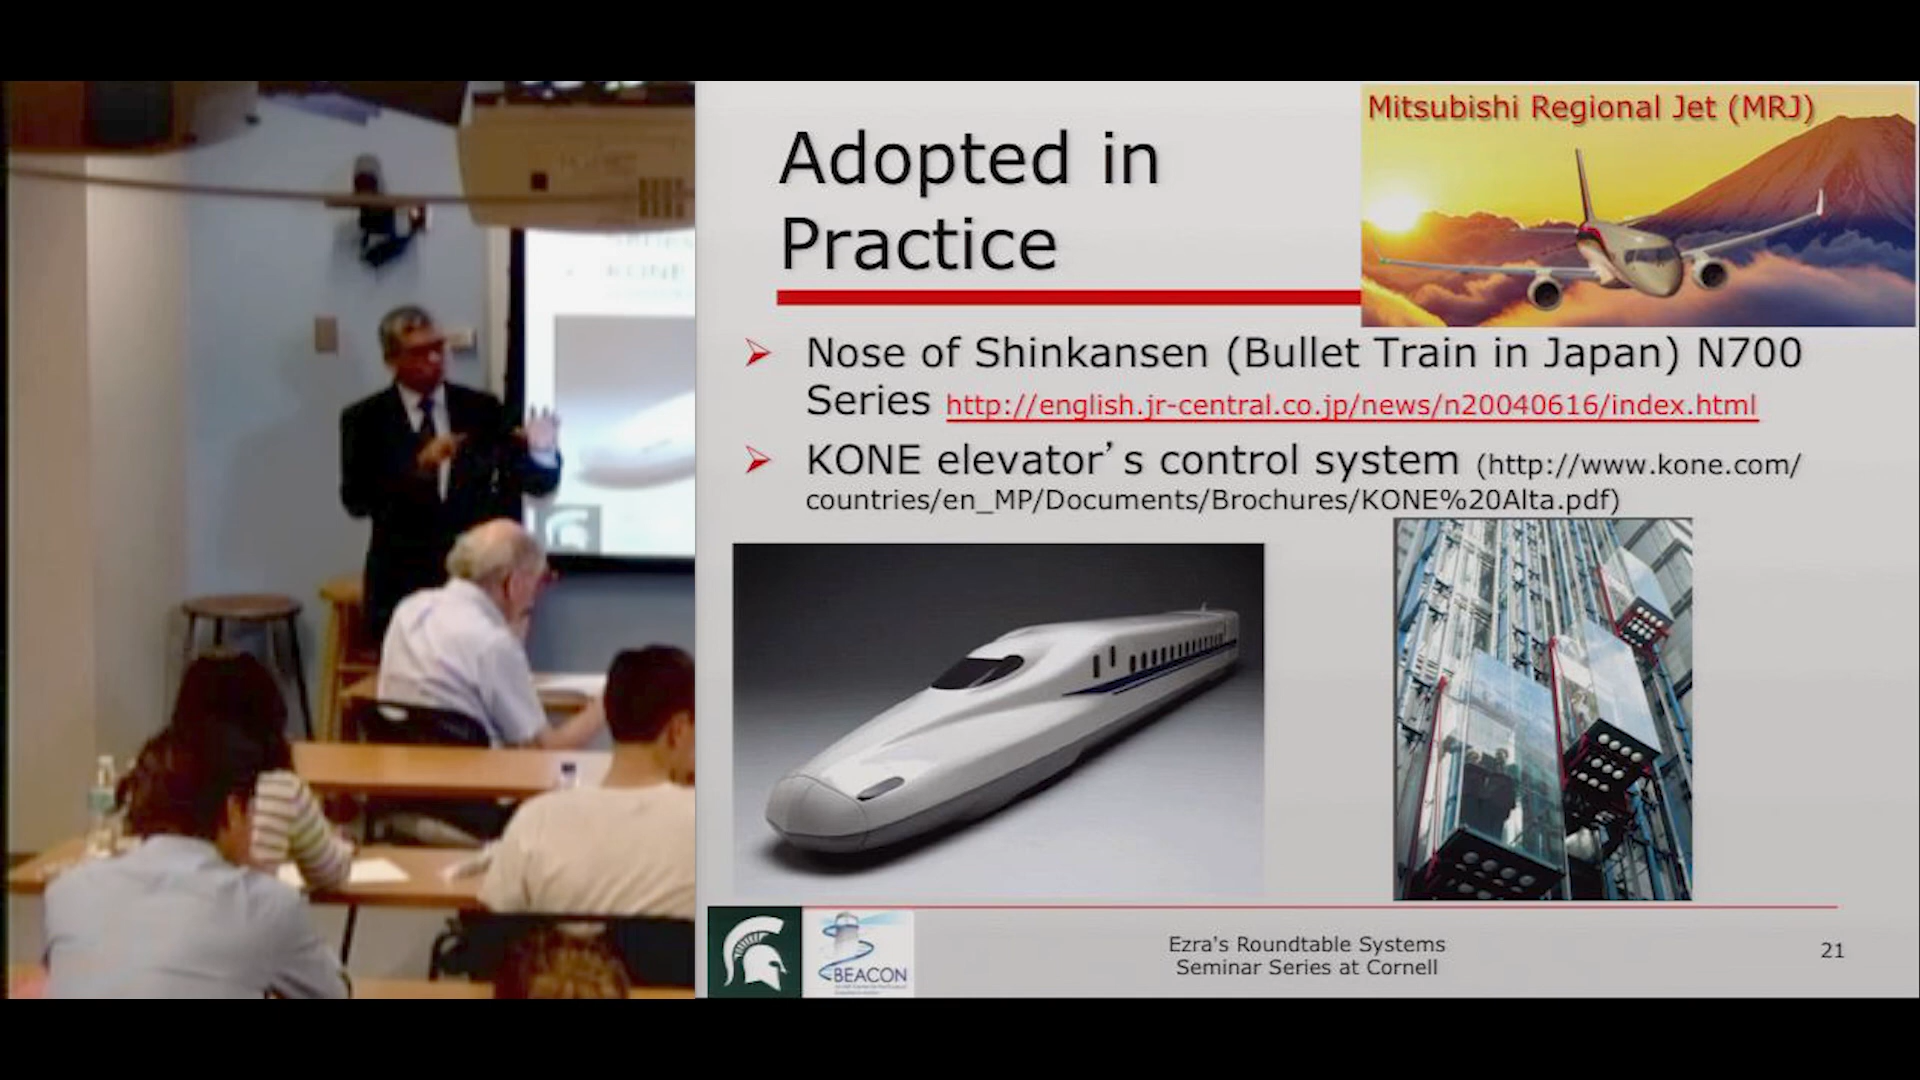 Mitsubishi Regional Jet (MRJ)
Adopted in
Practice
Nose of Shinkansen (Bullet Train in Japan) N700
Series http://english.jr-central.co.jp/news/n20040616/index.html
KONE elevator’s control system (http://www.kone.com/
countries/en_MP/Documents/Brochures/KONE%20Alta.pdf)
BEACON
Ezra's Roundtable Systems
Seminar Series at Cornell
21